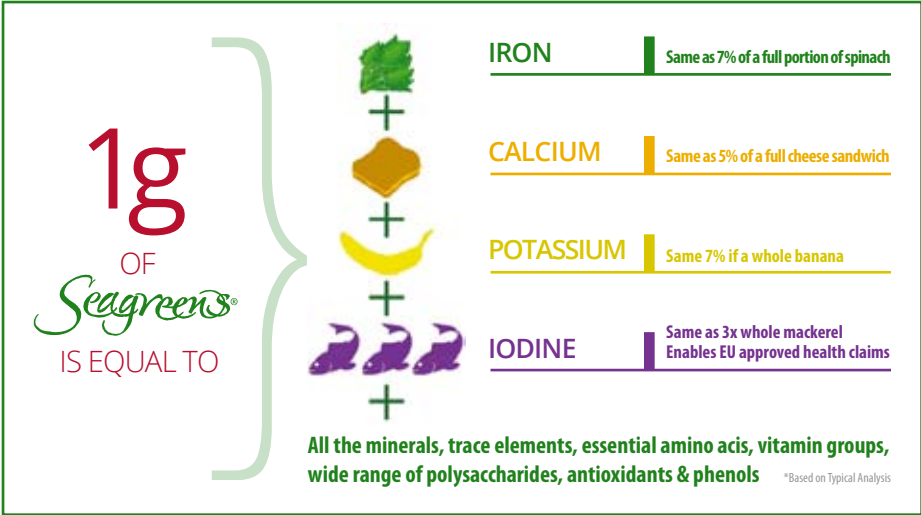 1g
OF
Seagreens®
IS EQUAL TO
+
IRON
Same as 7% of a full portion of spinach
+
CALCIUM
Same as 5% of a full cheese sandwich
+
POTASSIUM
Same 7% if a whole banana
+
IODINE
Same as 3x whole mackerel
Enables EU approved health claims
+
All the minerals, trace elements, essential amino acis, vitamin groups,
wide range of polysaccharides, antioxidants & phenols
*Based on Typical Analysis